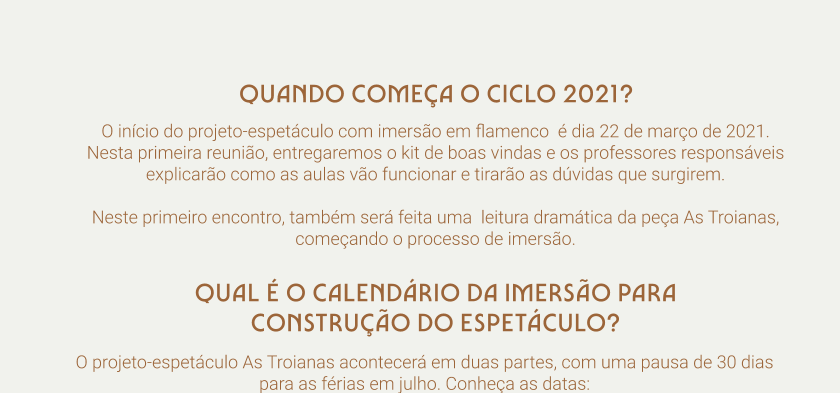 QUANDO COMEÇA O CICLO 2021?
O início do projeto-espetáculo com imersão em flamenco  é dia 22 de março de 2021.
Nesta primeira reunião, entregaremos o kit de boas vindas e os professores responsáveis
explicarão como as aulas vão funcionar e tirarão as dúvidas que surgirem.
Neste primeiro encontro, também será feita uma  leitura dramática da peça As Troianas,
começando o processo de imersão.
QUAL É O CALENDÁRIO DA IMERSÃO PARA
CONSTRUÇÃO DO ESPETÁCULO?
O projeto-espetáculo As Troianas acontecerá em duas partes, com uma pausa de 30 dias
para as férias em julho. Conheça as datas: